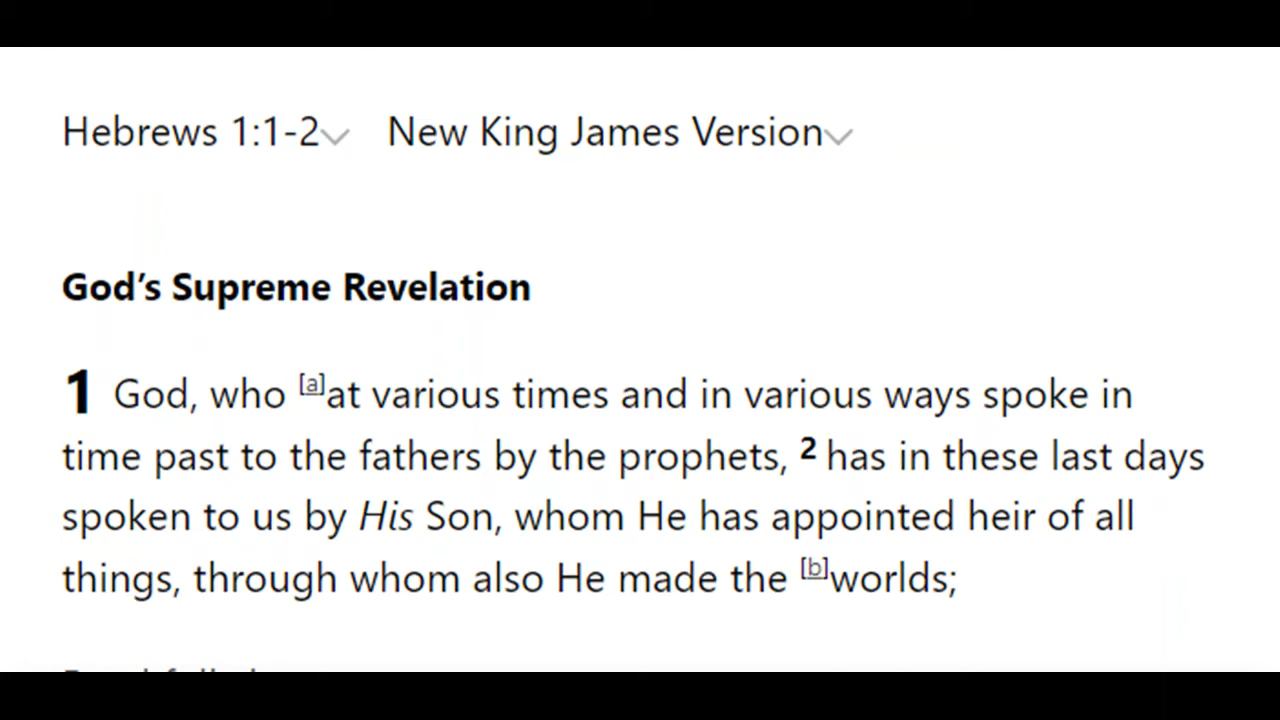 Hebrews 1:1-2 New King James Version
God's Supreme Revelation
1 God, who [a]at various times and in various ways spoke in
time past to the fathers by the prophets, 2 has in these last days
spoken to us by His Son, whom He has appointed heir of all
things, through whom also He made the [b]worlds;